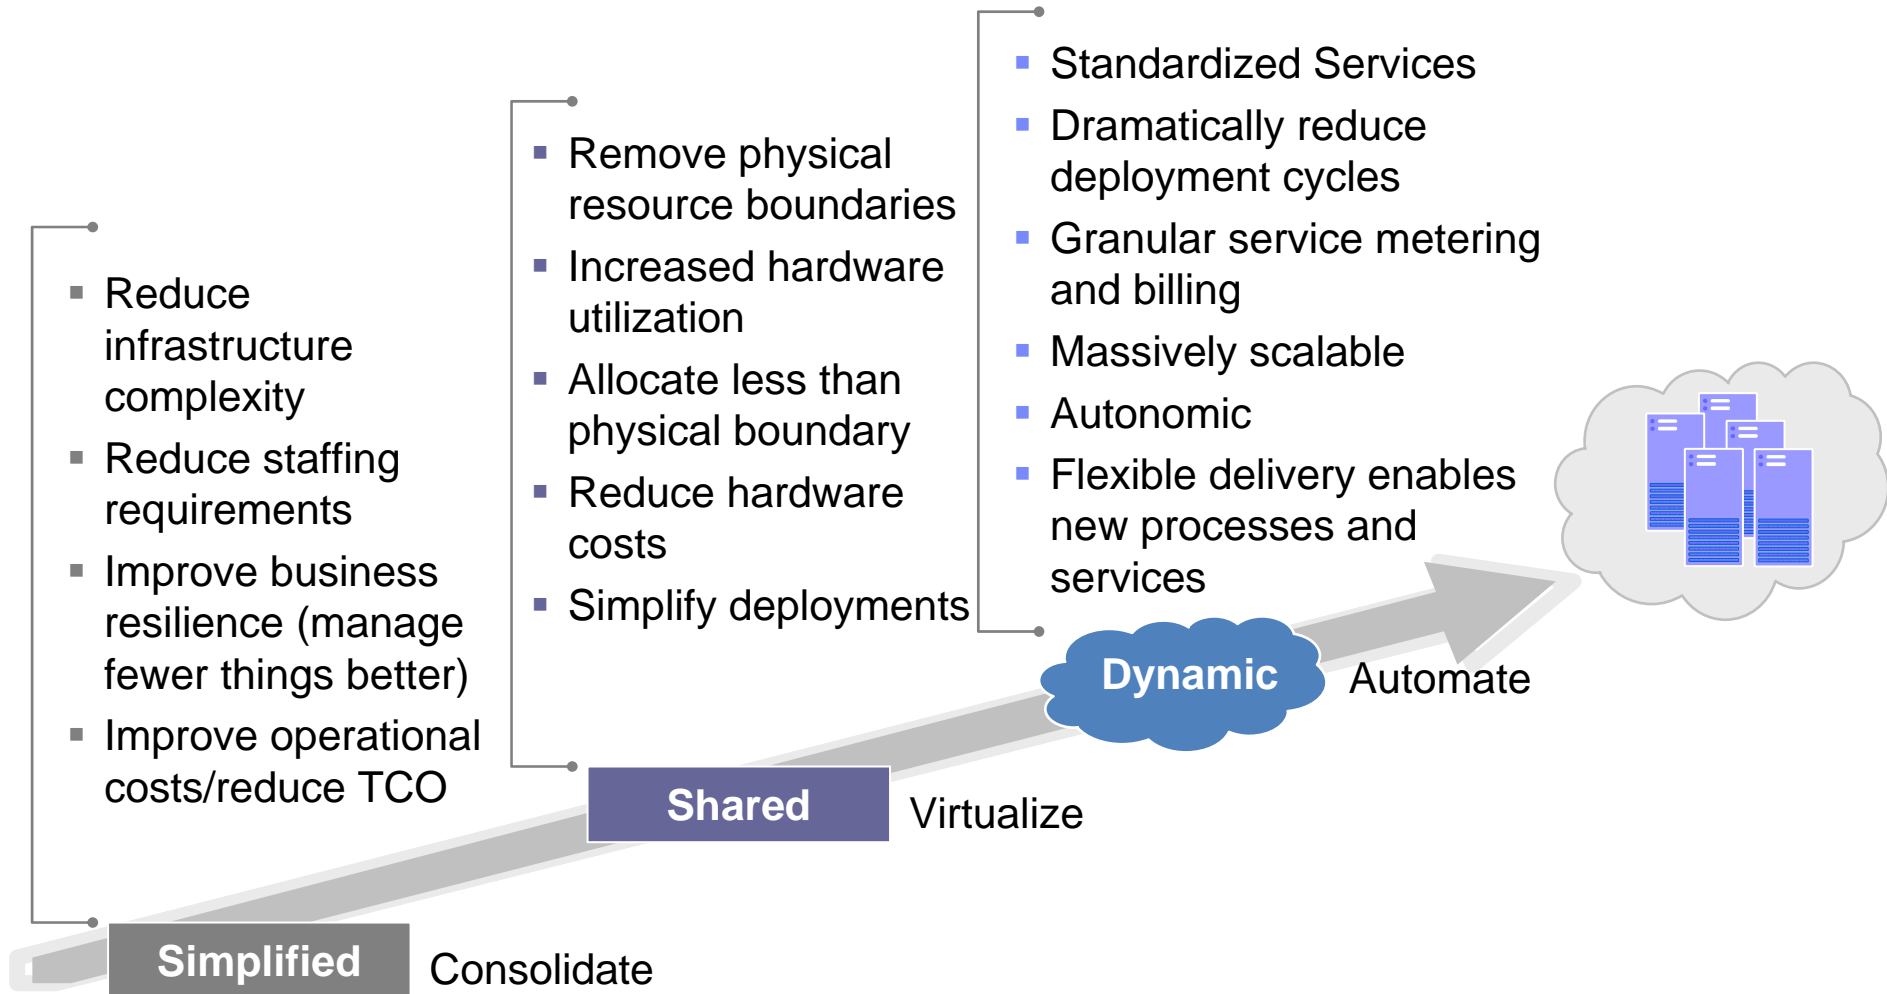 Reduce
infrastructure
complexity
Reduce staffing
requirements
Improve business
resilience (manage
fewer things better)
Improve operational
costs/reduce TCO
Simplified
Consolidate
Remove physical
resource boundaries
Increased hardware
utilization
Allocate less than
physical boundary
Reduce hardware
costs
Simplify deployments
Shared
Virtualize
Standardized Services
Dramatically reduce
deployment cycles
Granular service metering
and billing
Massively scalable
Autonomic
Flexible delivery enables
new processes and
services
Dynamic
Automate